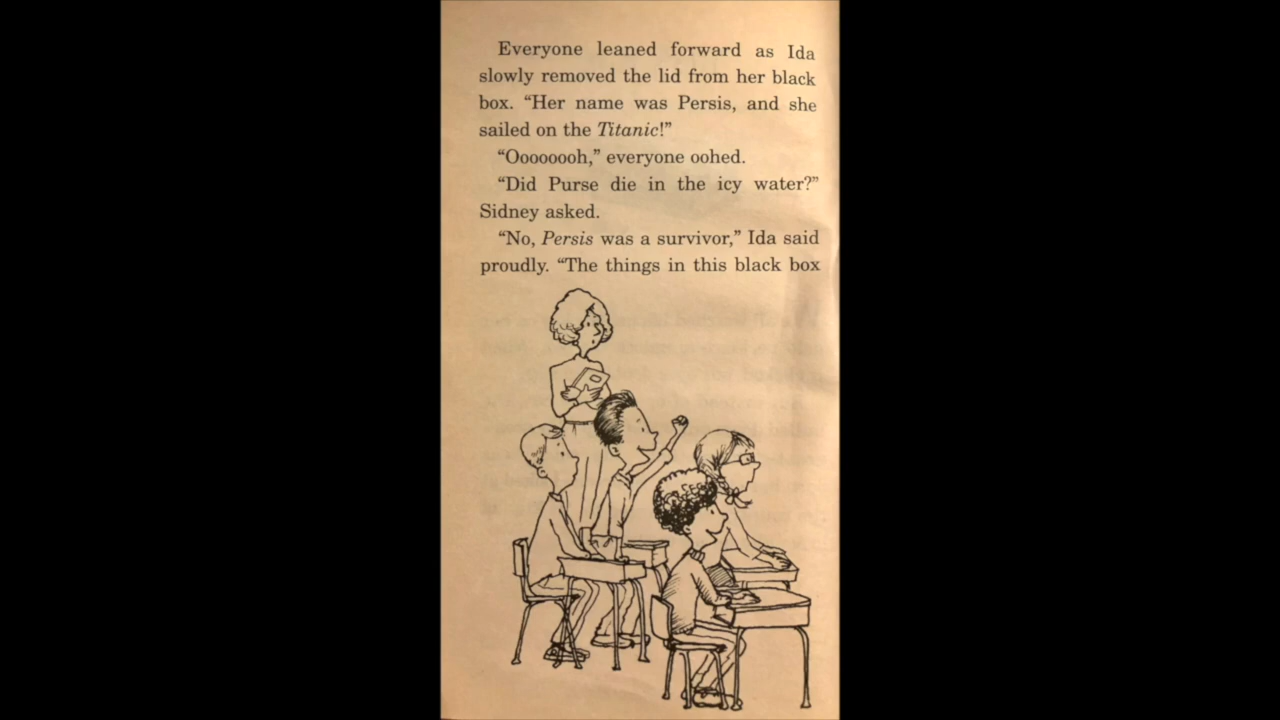 Everyone leaned forward as Ida
slowly removed the lid from her black
box. “Her name was Persis, and she
sailed on the Titanic!”
“Oooooooh,” everyone oohed.
“Did Purse die in the icy water?”
Sidney asked.
“No, Persis was a survivor,” Ida said
proudly. “The things in this black box